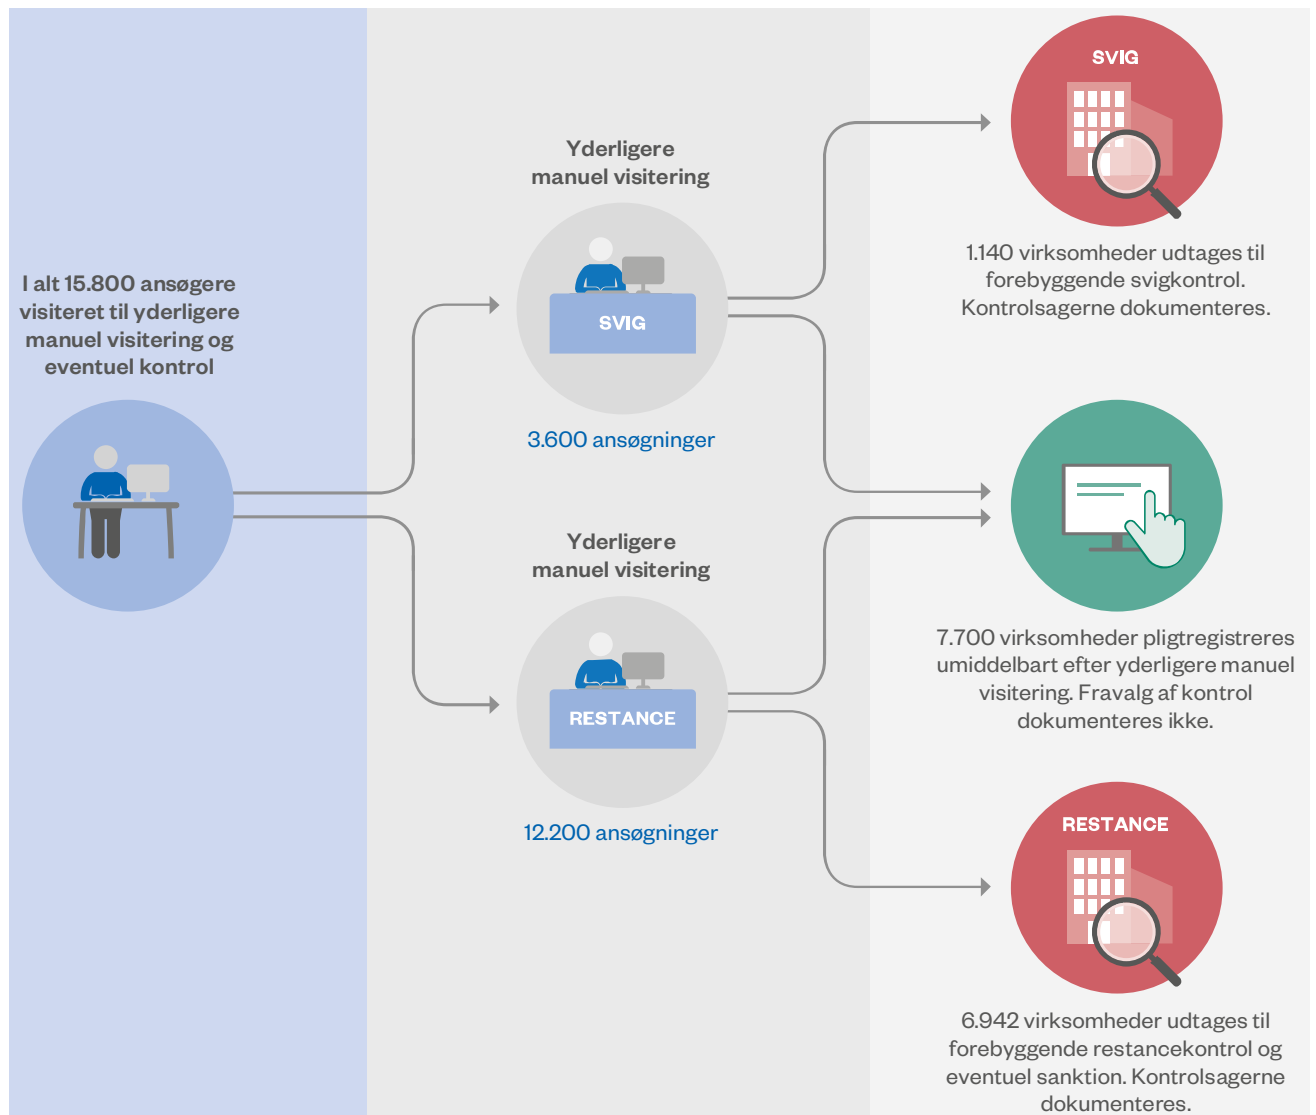 I alt 15.800 ansøgere
visiteret til yderligere
manuel visitering og
eventuel kontrol
Yderligere
manuel visitering
SVIG
3.600 ansøgninger
Yderligere
manuel visitering
RESTANCE
12.200 ansøgninger
SVIG
1.140 virksomheder udtages til
forebyggende svigkontrol.
Kontrolsagerne dokumenteres.
7.700 virksomheder pligtregistreres
umiddelbart efter yderligere manuel
visitering. Fravalg af kontrol
dokumenteres ikke.
RESTANCE
6.942 virksomheder udtages til
forebyggende restancekontrol og
eventuel sanktion. Kontrolsagerne
dokumenteres.